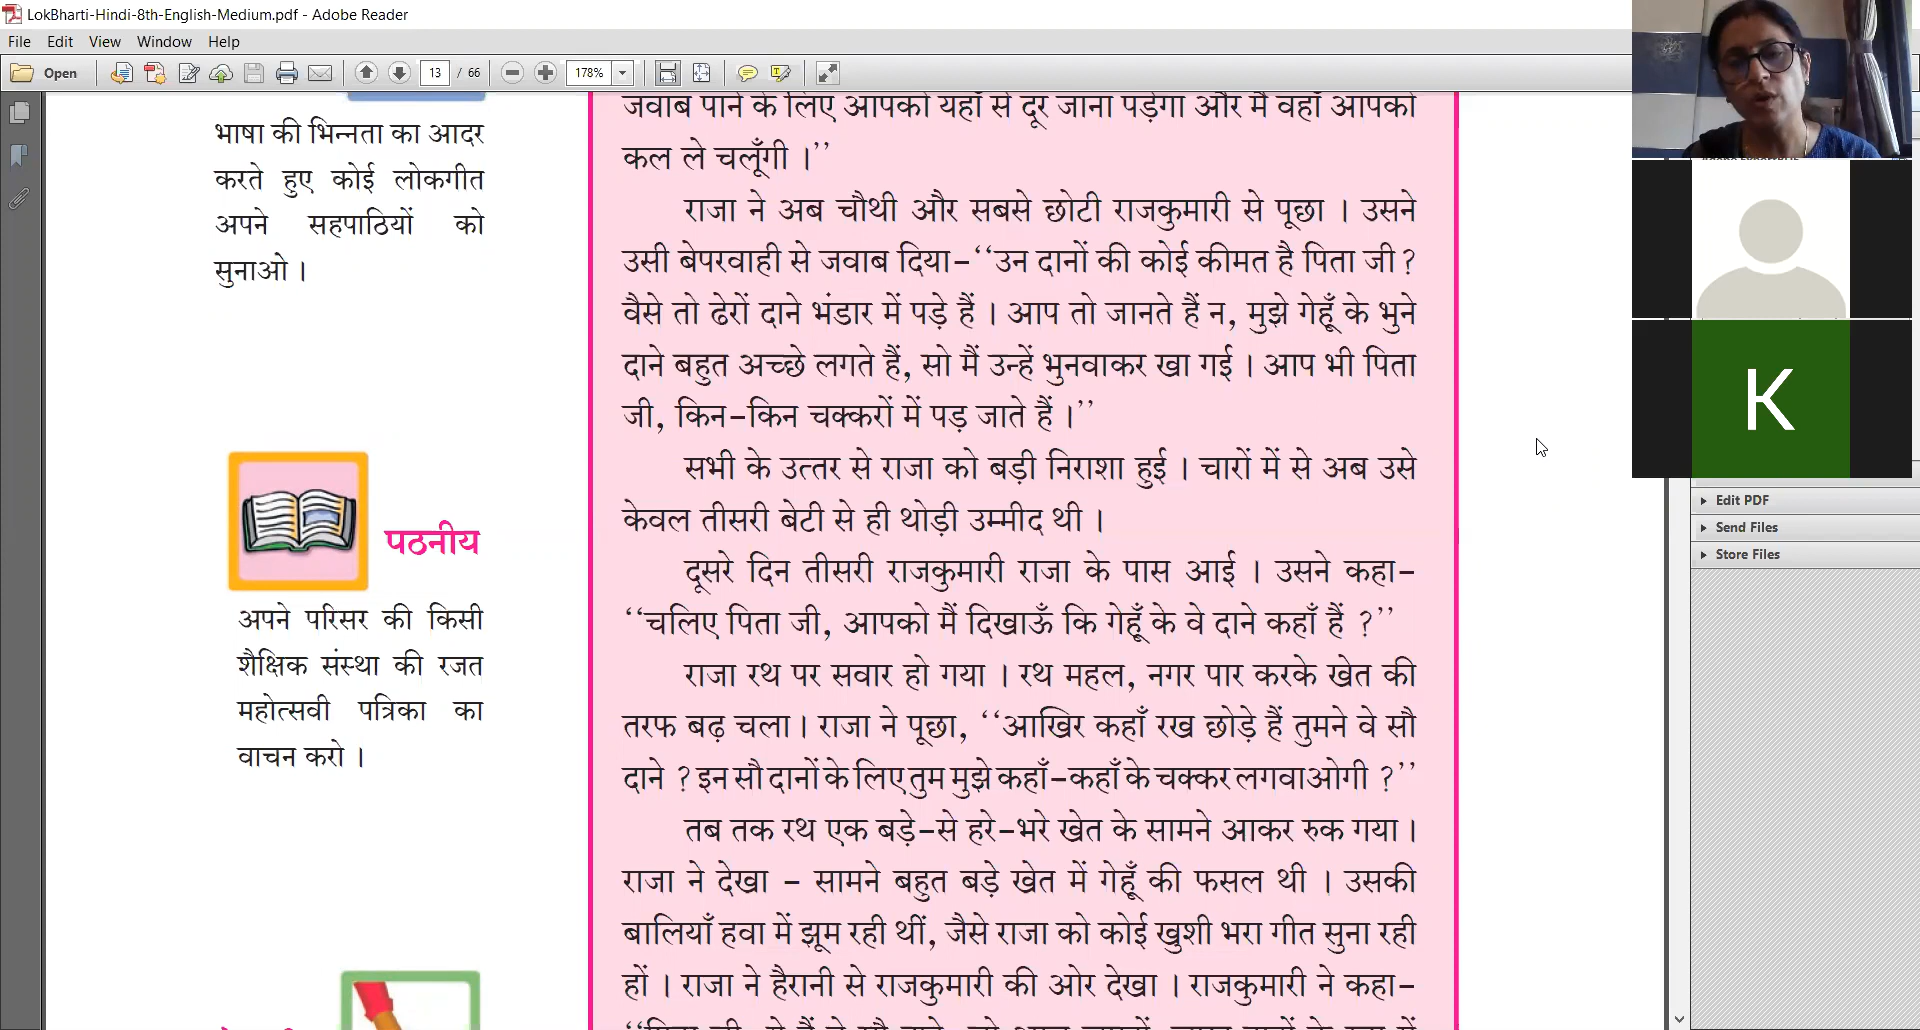 LokBharti-Hindi-8th-English-Medium.pdf - Adobe Reader
File Edit View Window Help
Open 13 / 66 178%
भाषा की भिन्नता का आदर
करते हुए कोई लोकगीत
अपने सहपाठियों को
सुनाओ ।
पठनीय
अपने परिसर की किसी
शैक्षिक संस्था की रजत
महोत्सवी पत्रिका का
वाचन करो ।
जवाब पाने के लिए आपको यहाँ से दूर जाना पड़ेगा और मैं वहाँ आपको
कल ले चलूँगी ।’’
राजा ने अब चौथी और सबसे छोटी राजकुमारी से पूछा । उसने
उसी बेपरवाही से जवाब दिया-‘‘उन दानों की कोई कीमत है पिता जी ?
वैसे तो ढेरों दाने भंडार में पड़े हैं । आप तो जानते हैं न, मुझे गेहूँ के भुने
दाने बहुत अच्छे लगते हैं, सो मैं उन्हें भुनवाकर खा गई । आप भी पिता
जी, किन-किन चक्करों में पड़ जाते हैं ।’’
सभी के उत्तर से राजा को बड़ी निराशा हुई । चारों में से अब उसे
केवल तीसरी बेटी से ही थोड़ी उम्मीद थी ।
दूसरे दिन तीसरी राजकुमारी राजा के पास आई । उसने कहा-
‘‘चलिए पिता जी, आपको मैं दिखाऊँ कि गेहूँ के वे दाने कहाँ हैं ?’’
राजा रथ पर सवार हो गया । रथ महल, नगर पार करके खेत की
तरफ बढ़ चला । राजा ने पूछा, ‘‘आखिर कहाँ रख छोड़े हैं तुमने वे सौ
दाने ? इन सौ दानों के लिए तुम मुझे कहाँ-कहाँ के चक्कर लगवाओगी ?’’
तब तक रथ एक बड़े-से हरे-भरे खेत के सामने आकर रुक गया ।
राजा ने देखा - सामने बहुत बड़े खेत में गेहूँ की फसल थी । उसकी
बालियाँ हवा में झूम रही थीं, जैसे राजा को कोई खुशी भरा गीत सुना रही
हों । राजा ने हैरानी से राजकुमारी की ओर देखा । राजकुमारी ने कहा-
K
Edit PDF
Send Files
Store Files